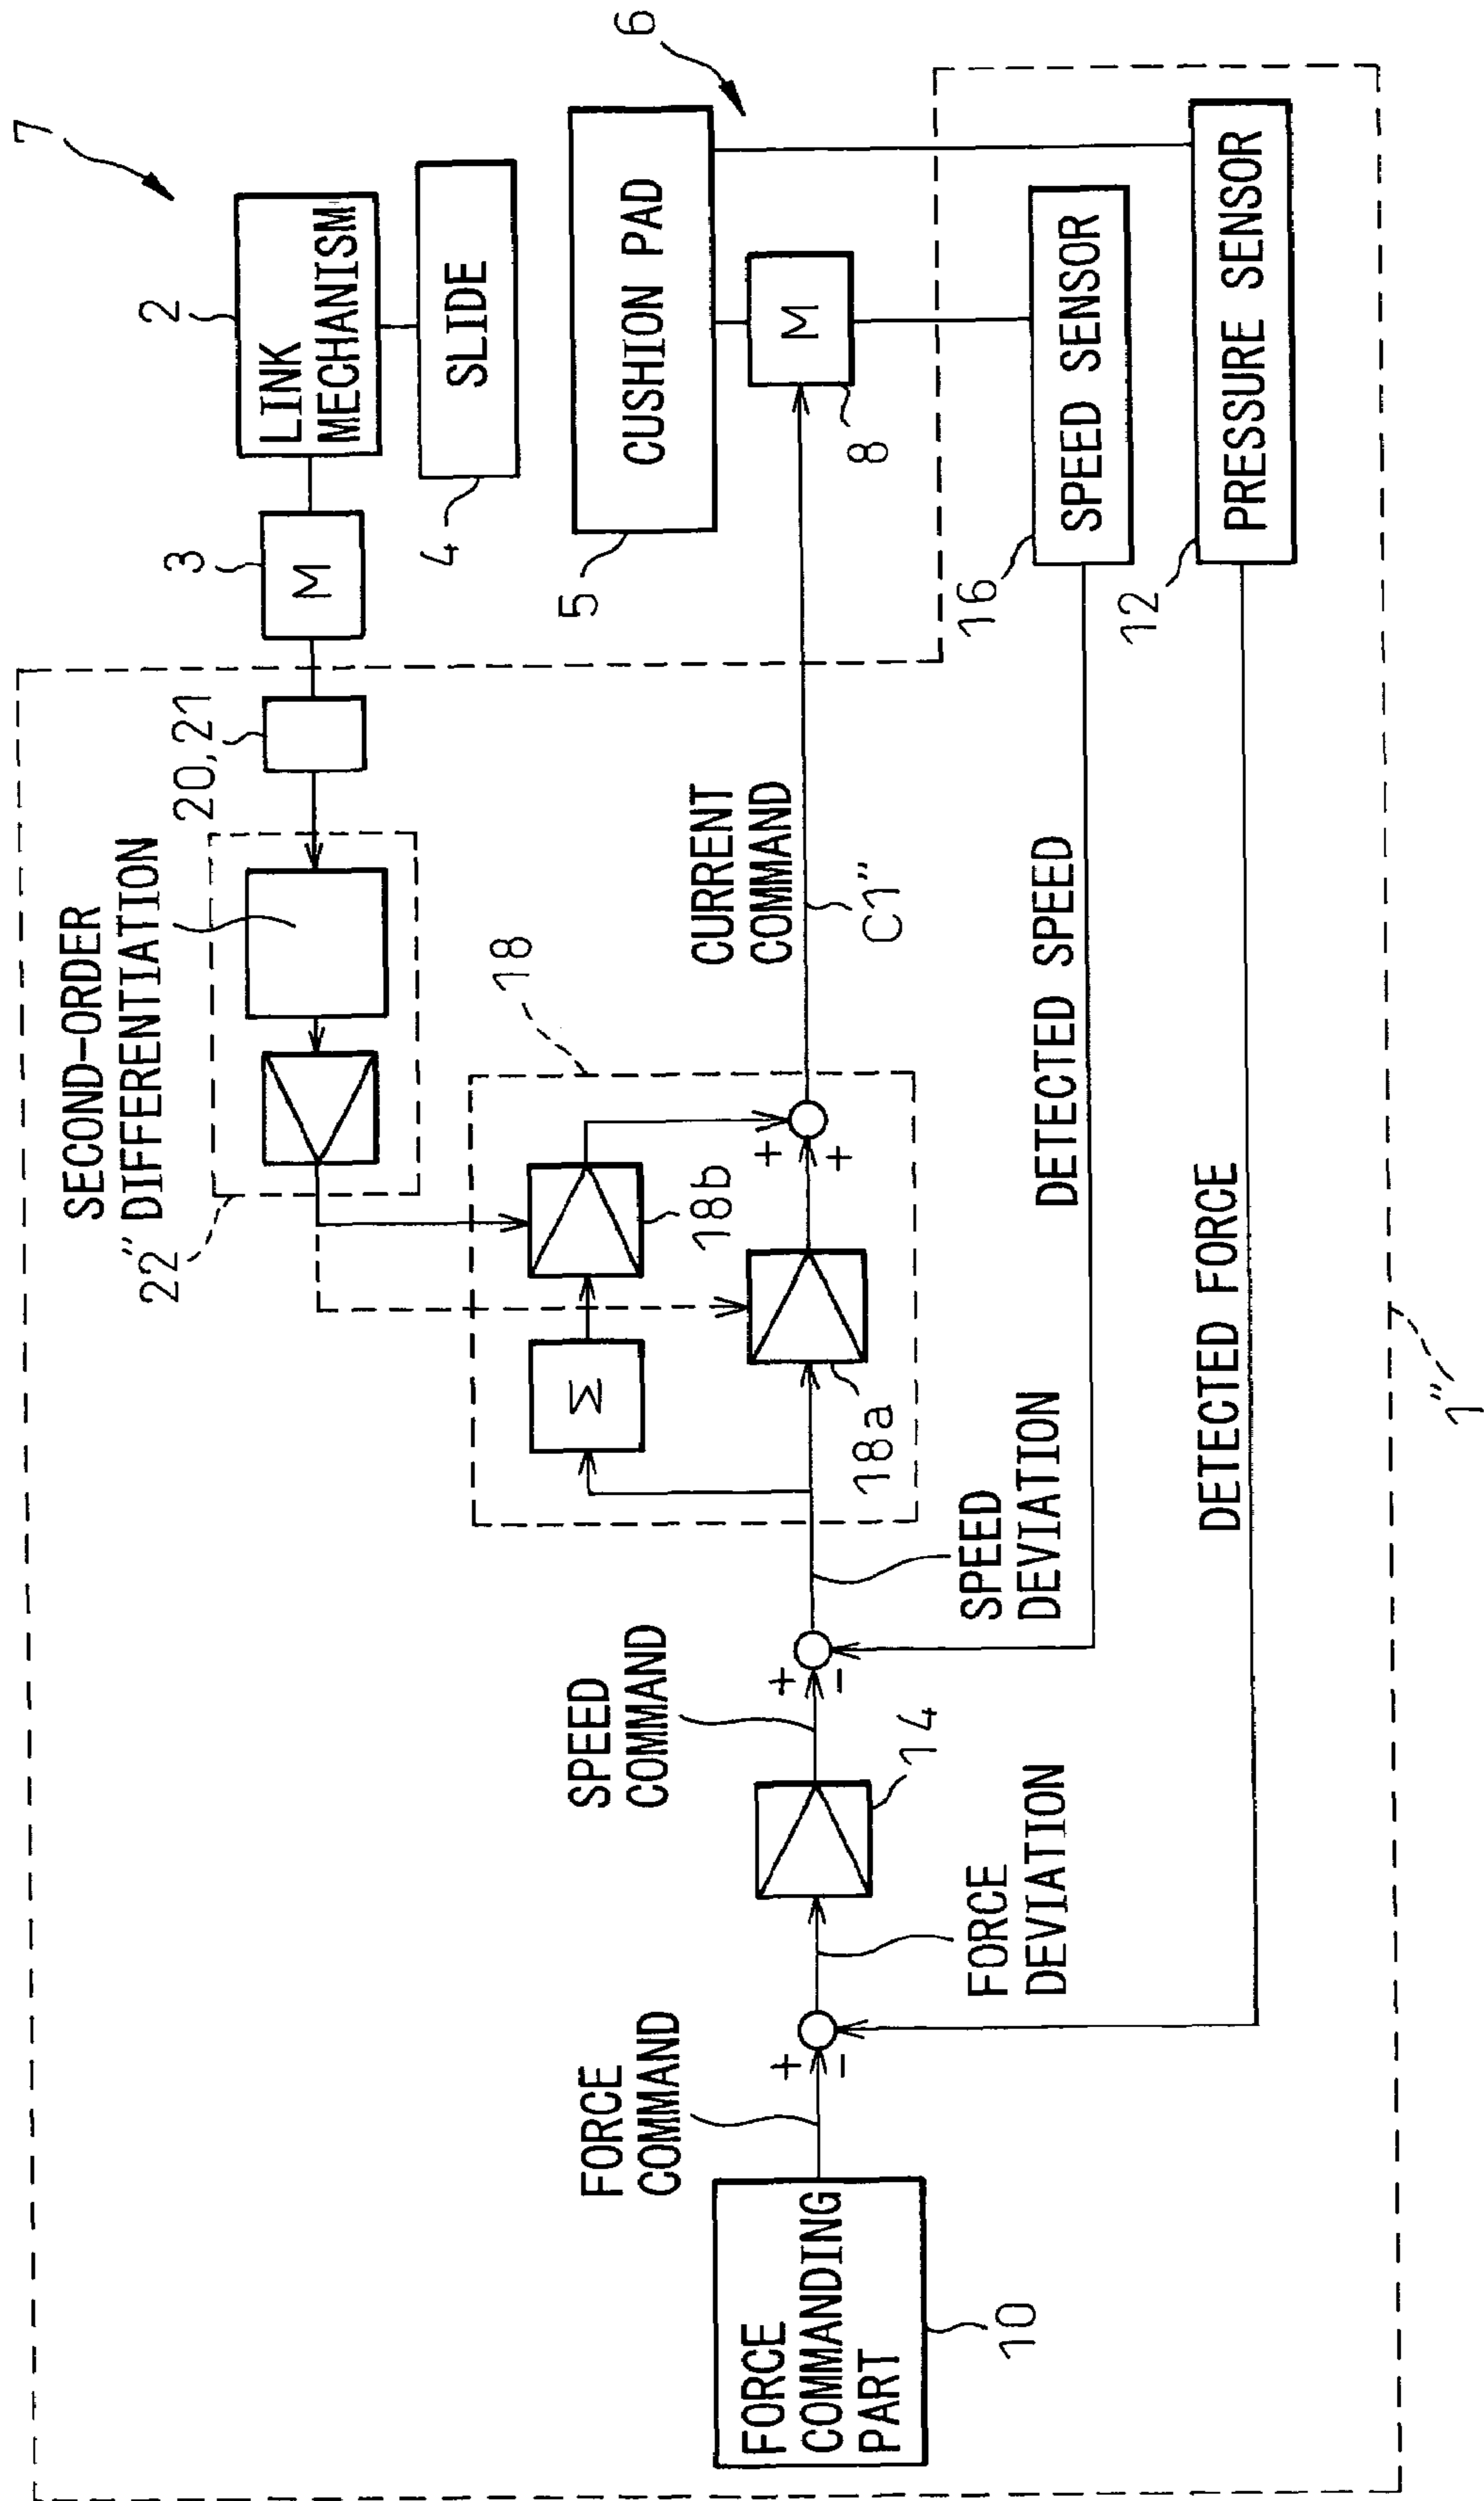 7
2
LINK
MECHANISM
3
M
20,21
SECOND-ORDER
DIFFERENTIATION
22"
SLIDE
4
6
CUSHION PAD
5
M
8
CURRENT
COMMAND
C1"
18
18b
Σ
18a
+
+
SPEED
DEVIATION
SPEED
COMMAND
+
−
14
FORCE
DEVIATION
FORCE
COMMAND
+
−
FORCE
COMMANDING
PART
10
SPEED SENSOR
16
DETECTED SPEED
PRESSURE SENSOR
12
DETECTED FORCE
1"